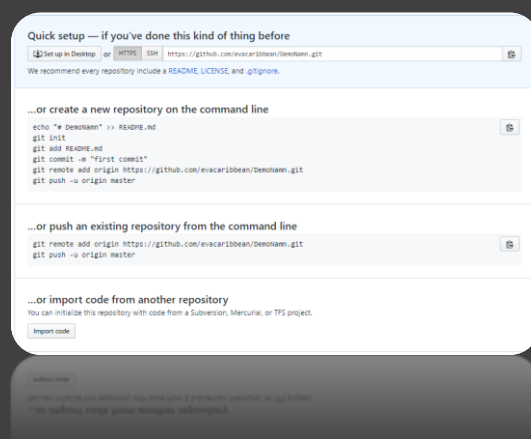 Quick setup — if you've done this kind of thing before
Set up in Desktop or HTTPS SSH https://github.com/evacaribbean/DemoNamn.git
We recommend every repository include a README, LICENSE, and .gitignore.
...or create a new repository on the command line
echo "# DemoNamn" >> README.md
git init
git add README.md
git commit -m "first commit"
git remote add origin https://github.com/evacaribbean/DemoNamn.git
git push -u origin master
...or push an existing repository from the command line
git remote add origin https://github.com/evacaribbean/DemoNamn.git
git push -u origin master
...or import code from another repository
You can initialize this repository with code from a Subversion, Mercurial, or TFS project.
Import code